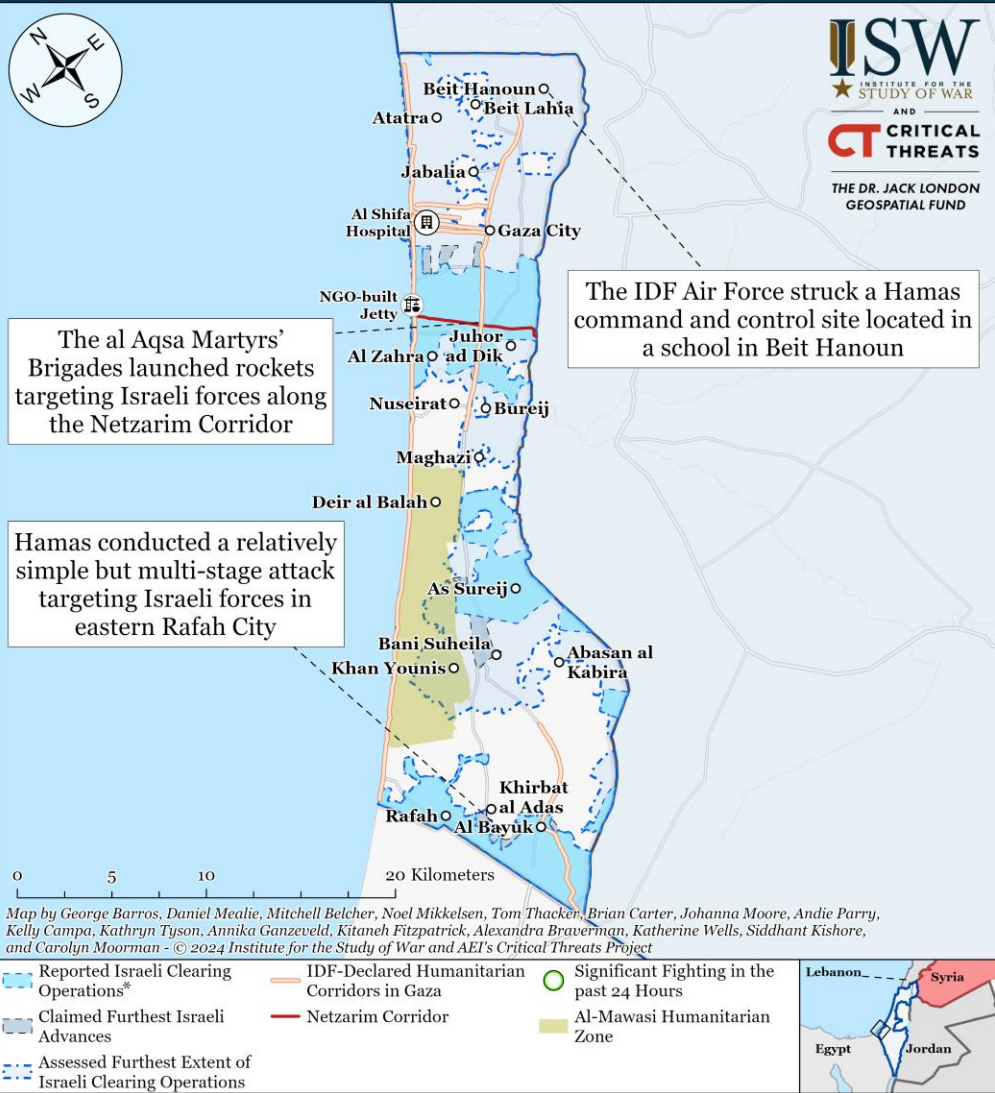 N
E
W
S
ISW
INSTITUTE FOR THE
STUDY OF WAR
AND
CT CRITICAL
THREATS
THE DR. JACK LONDON
GEOSPATIAL FUND
Beit Hanoun
Beit Lahia
Atatra
Jabalia
Al Shifa
Hospital
Gaza City
NGO-built
Jetty
The IDF Air Force struck a Hamas
command and control site located in
a school in Beit Hanoun
The al Aqsa Martyrs'
Brigades launched rockets
targeting Israeli forces along
the Netzarim Corridor
Juhor
ad Dik
Al Zahra
Nuseirat
Bureij
Maghazi
Deir al Balah
Hamas conducted a relatively
simple but multi-stage attack
targeting Israeli forces in
eastern Rafah City
As Sureij
Bani Suheila
Abasan al
Kabira
Khan Younis
Khirbat
al Adas
Rafah
Al Bayuk
0 5 10 20 Kilometers
Map by George Barros, Daniel Mealie, Mitchell Belcher, Noel Mikkelsen, Tom Thacker, Brian Carter, Johanna Moore, Andie Parry,
Kelly Campa, Kathryn Tyson, Annika Ganzeveld, Kitaneh Fitzpatrick, Alexandra Braverman, Katherine Wells, Siddhant Kishore,
and Carolyn Moorman - © 2024 Institute for the Study of War and AEI's Critical Threats Project
Reported Israeli Clearing
Operations*
Claimed Furthest Israeli
Advances
Assessed Furthest Extent of
Israeli Clearing Operations
IDF-Declared Humanitarian
Corridors in Gaza
Netzarim Corridor
Significant Fighting in the
past 24 Hours
Al-Mawasi Humanitarian
Zone
Lebanon
Syria
Egypt
Jordan